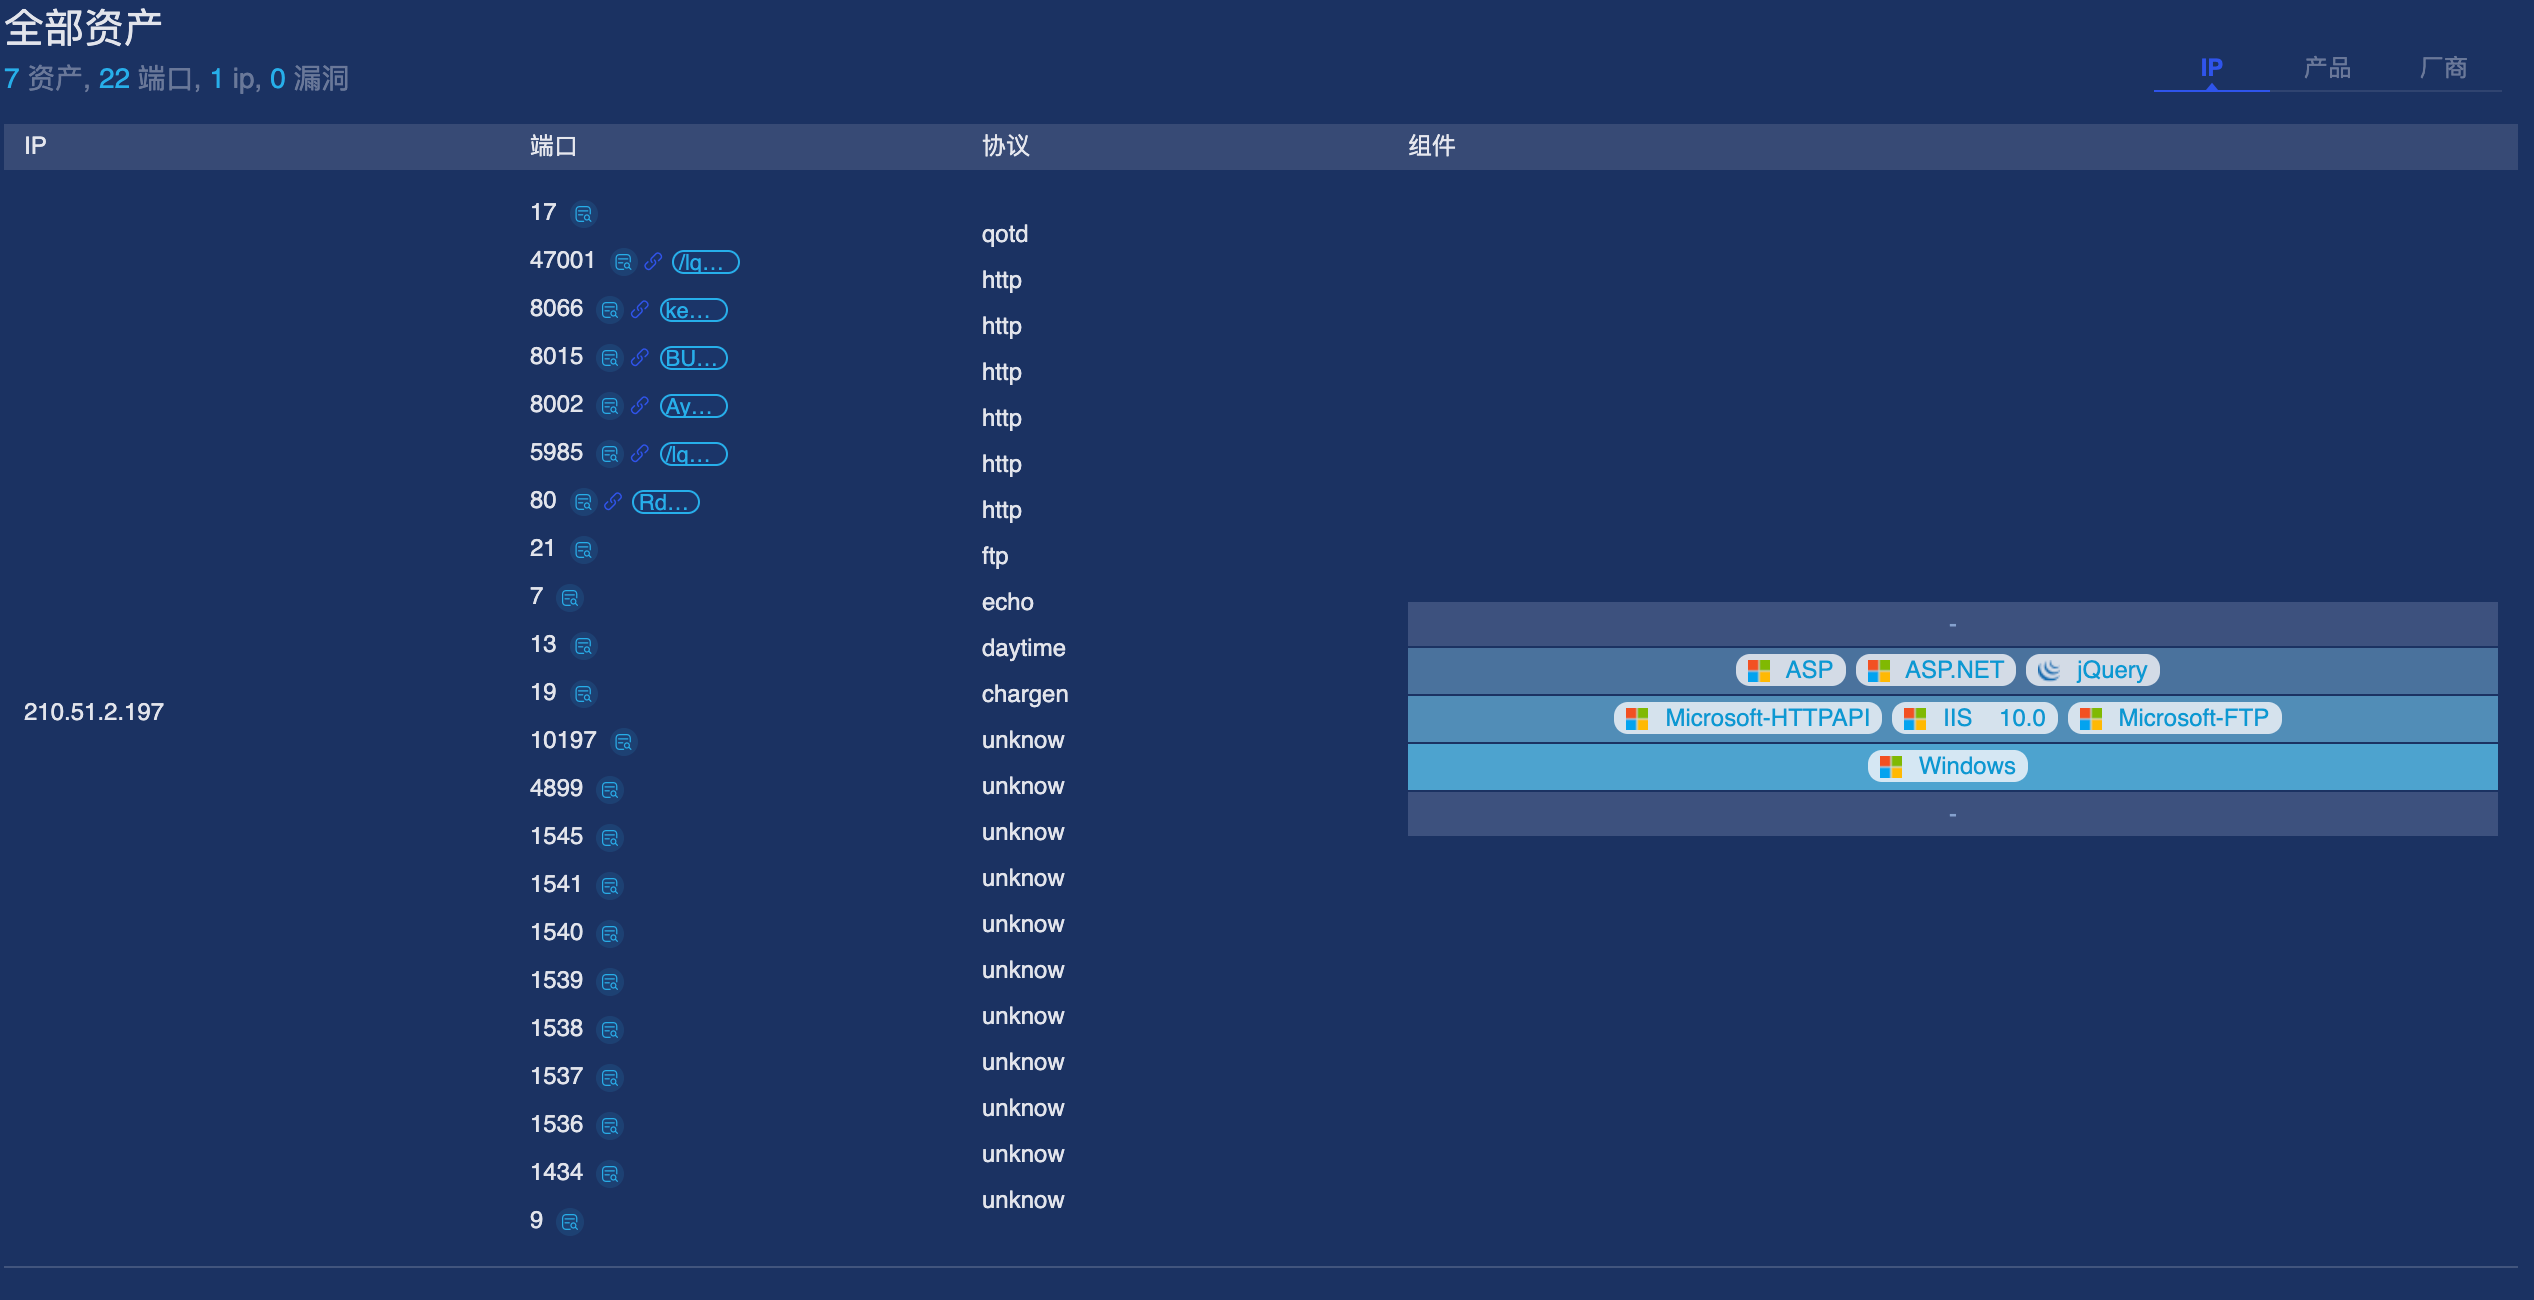 全部资产
7 资产, 22 端口, 1 ip, 0 漏洞
IP 产品 厂商
IP 端口 协议 组件
210.51.2.197
17
47001 /lq...
8066 ke...
8015 BU...
8002 Ay...
5985 /lq...
80 Rd...
21
7
13
19
10197
4899
1545
1541
1540
1539
1538
1537
1536
1434
9
qotd
http
http
http
http
http
http
ftp
echo
daytime
chargen
unknow
unknow
unknow
unknow
unknow
unknow
unknow
unknow
unknow
unknow
unknow
-
ASP ASP.NET jQuery
Microsoft-HTTPAPI IIS 10.0 Microsoft-FTP
Windows
-